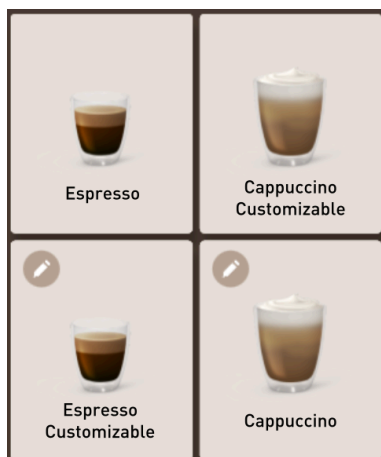 Espresso
Cappuccino
Customizable
Espresso
Customizable
Cappuccino